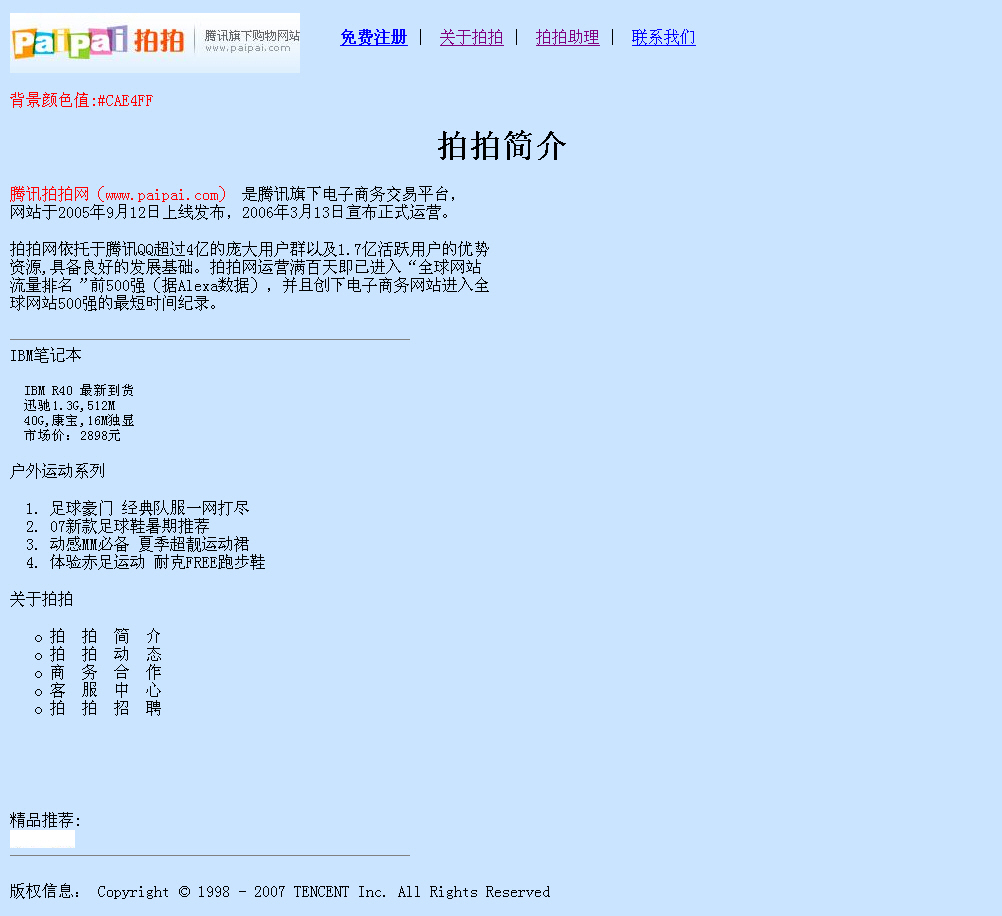 PaiPai 拍拍 腾讯旗下购物网站
www.paipai.com
免费注册 | 关于拍拍 | 拍拍助理 | 联系我们
背景颜色值:#CAE4FF
拍拍简介
腾讯拍拍网（www.paipai.com） 是腾讯旗下电子商务交易平台，
网站于2005年9月12日上线发布，2006年3月13日宣布正式运营。
拍拍网依托于腾讯QQ超过4亿的庞大用户群以及1.7亿活跃用户的优势
资源,具备良好的发展基础。拍拍网运营满百天即已进入“全球网站
流量排名 ”前500强（据Alexa数据），并且创下电子商务网站进入全
球网站500强的最短时间纪录。
IBM笔记本
IBM R40 最新到货
迅驰1.3G,512M
40G,康宝,16M独显
市场价：2898元
户外运动系列
1. 足球豪门 经典队服一网打尽
2. 07新款足球鞋暑期推荐
3. 动感MM必备 夏季超靓运动裙
4. 体验赤足运动 耐克FREE跑步鞋
关于拍拍
拍 拍 简 介
拍 拍 动 态
商 务 合 作
客 服 中 心
拍 拍 招 聘
精品推荐:
版权信息： Copyright © 1998 - 2007 TENCENT Inc. All Rights Reserved